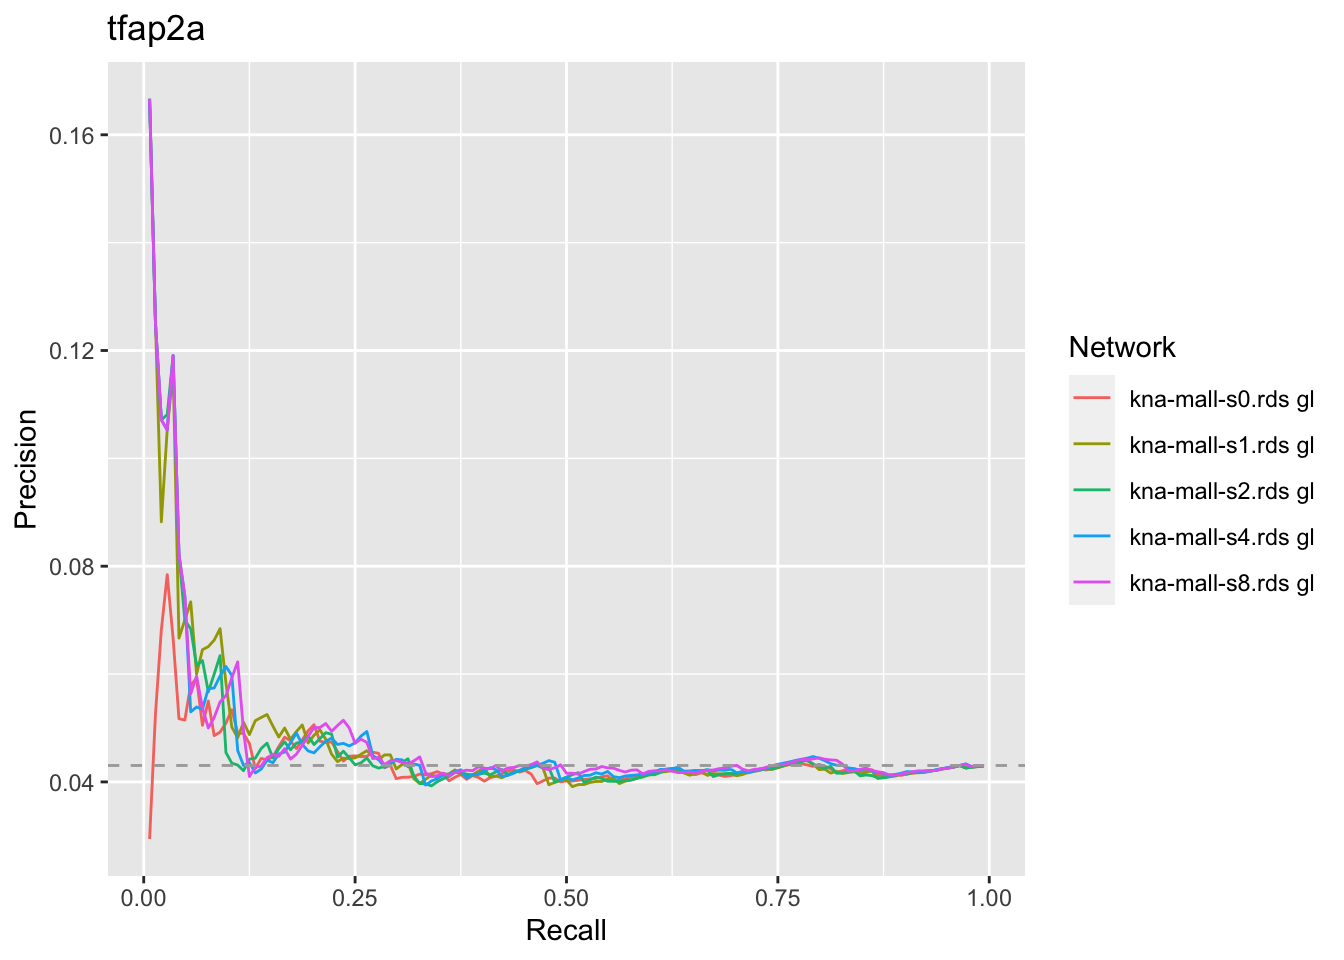 tfap2a
0.16
0.12
0.08
0.04
Precision
0.00
0.25
0.50
0.75
1.00
Recall
Network
kna-mall-s0.rds gl
kna-mall-s1.rds gl
kna-mall-s2.rds gl
kna-mall-s4.rds gl
kna-mall-s8.rds gl